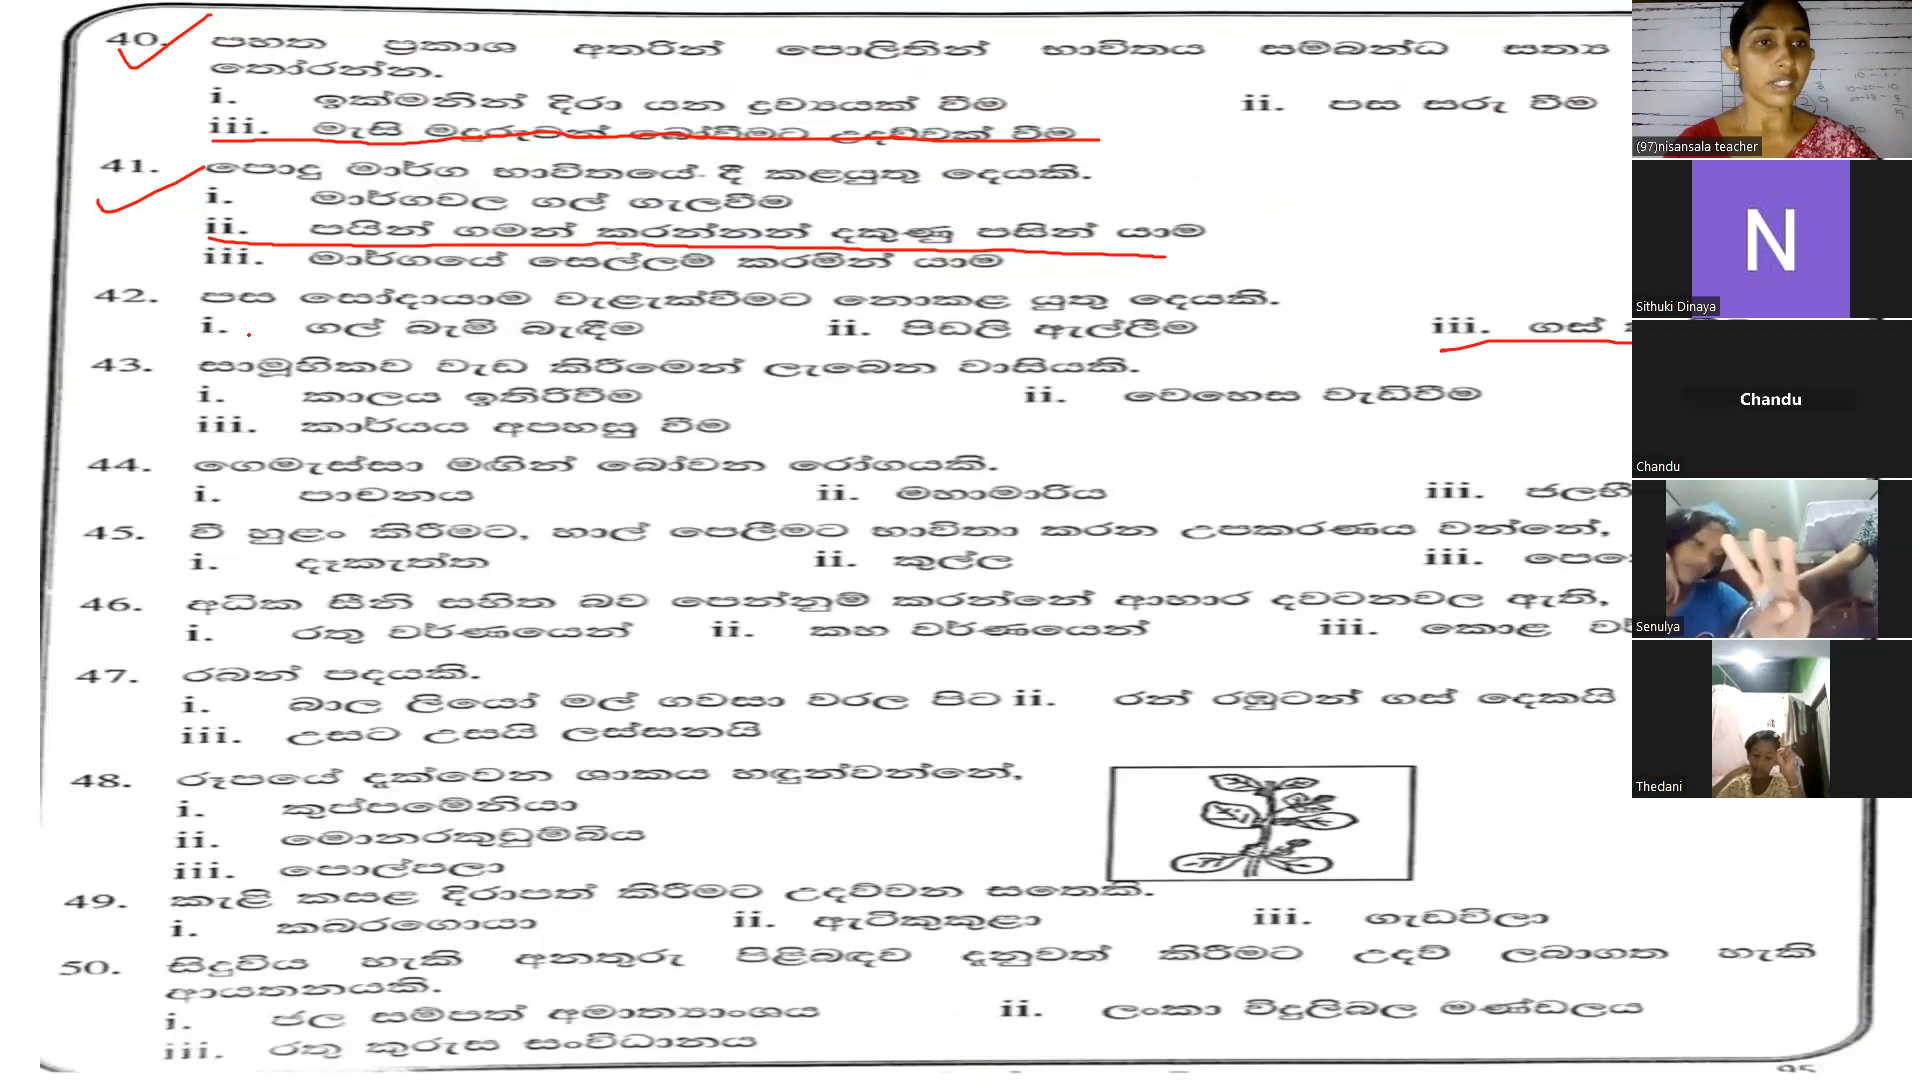 40. පහත ප්‍රකාශ අතරින් පොලිතින් භාවිතය සම්බන්ධ සත්‍ය
තෝරන්න.
i. ඉක්මනින් දිරා යන ද්‍රව්‍යයක් වීම ii. පස සරු වීම
iii. මැසි මදුරුවන් බෝවීමට උදව්වක් වීම
41. පොදු මාර්ග භාවිතයේ දී කළයුතු දෙයකි.
i. මාර්ගවල ගල් ගැලවීම
ii. පයින් ගමන් කරන්නන් දකුණු පසින් යාම
iii. මාර්ගයේ සෙල්ලම් කරමින් යාම
42. පස සෝදායාම වැළැක්වීමට නොකළ යුතු දෙයකි.
i. ගල් බැමි බැඳීම ii. පිඩලි ඇල්ලීම iii. ගස්
43. සාමූහිකව වැඩ කිරීමෙන් ලැබෙන වාසියකි.
i. කාලය ඉතිරිවීම ii. වෙහෙස වැඩිවීම
iii. කාර්යය අපහසු වීම
44. ගෙමැස්සා මඟින් බෝවන රෝගයකි.
i. පාචනය ii. මහාමාරිය iii.
45. වී හුළං කිරීමට, හාල් පෙලීමට භාවිතා කරන උපකරණය වන්නේ,
i. දෑකැත්ත ii. කුල්ල iii.
46. අධික සීනි සහිත බව පෙන්නුම් කරන්නේ ආහාර දවටනවල ඇති,
i. රතු වර්ණයෙන් ii. කහ වර්ණයෙන් iii. කොළ
47. රබන් පදයකි.
i. බාල ලියෝ මල් ගවසා වරල පිට ii. රන් රඹුටන් ගස් දෙකයි
iii. උසට උසයි ලස්සනයි
48. රූපයේ දැක්වෙන ශාකය හඳුන්වන්නේ,
i. කුප්පමේනියා
ii. මොනරකුඩුම්බිය
iii. පොල්පලා
49. කැළි කසළ දිරාපත් කිරීමට උදව්වන සතෙකි.
i. කබරගොයා ii. ඇටිකුකුළා iii. ගැඩවිලා
50. සිදුවිය හැකි අනතුරු පිළිබඳව දැනුවත් කිරීමට උදව් ලබාගත හැකි
ආයතනයකි.
i. ජල සම්පත් අමාත්‍යාංශය ii. ලංකා විදුලිබල මණ්ඩලය
iii. රතු කුරුස සංවිධානය
(97)nisansala teacher
N
Sithuki Dinaya
Chandu
Chandu
Senulya
Thedani